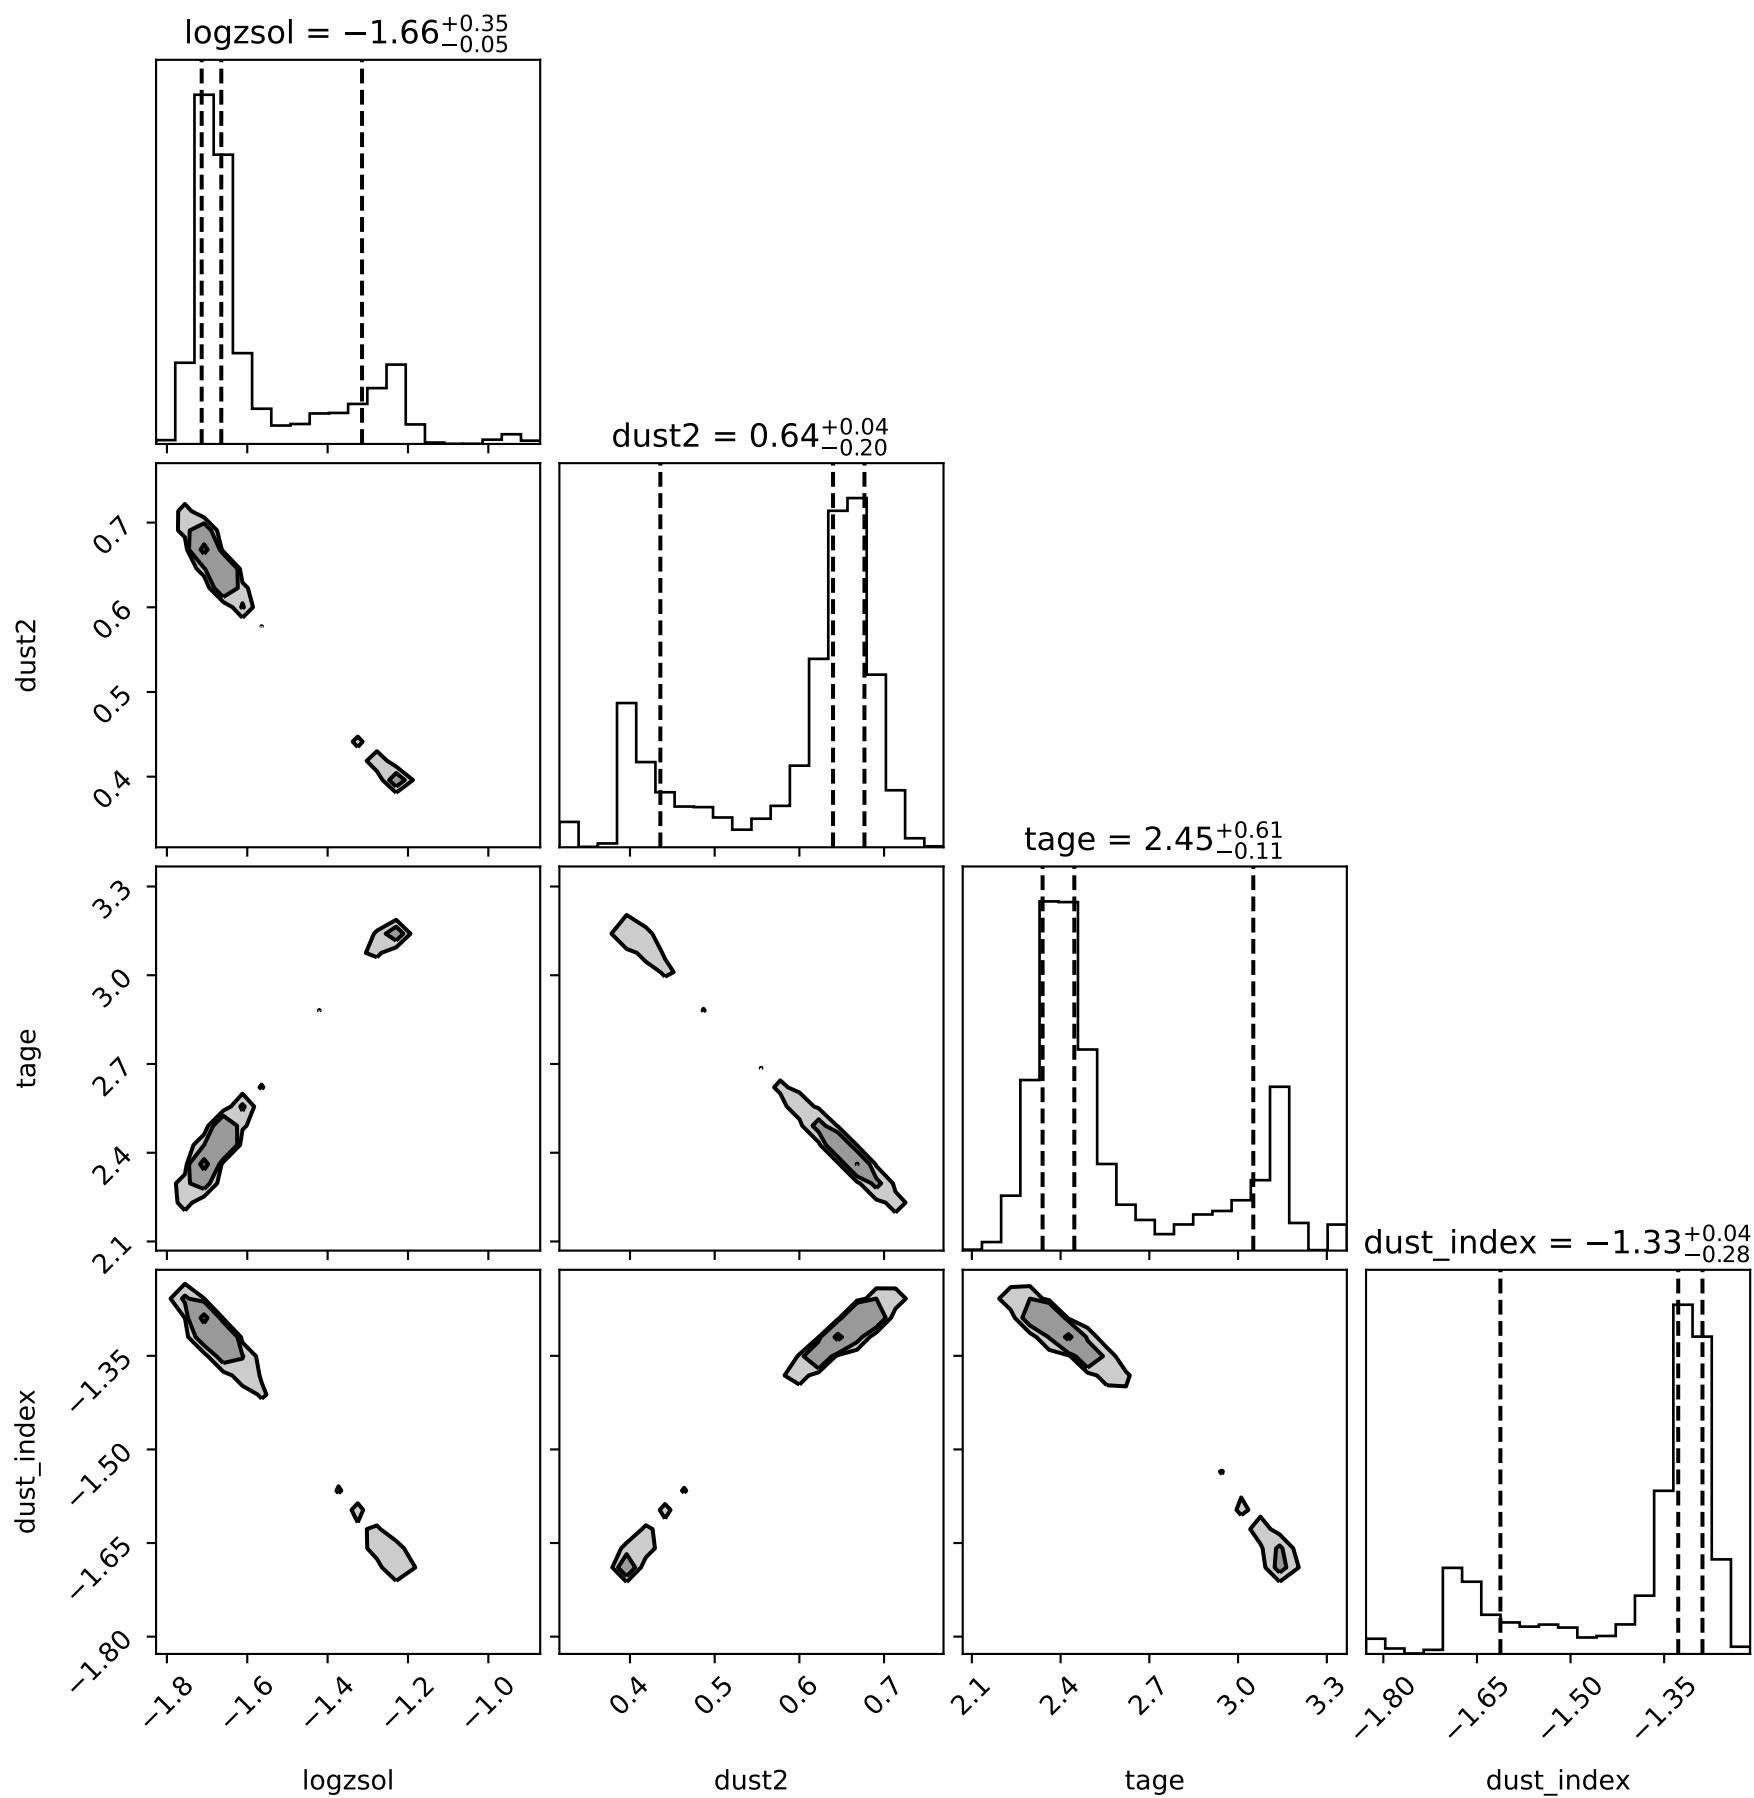 logzsol = −1.66+0.35−0.05
dust2 = 0.64+0.04−0.20
0.7
0.6
0.5
0.4
dust2
tage = 2.45+0.61−0.11
3.3
3.0
2.7
2.4
2.1
tage
dust_index = −1.33+0.04−0.28
−1.35
−1.50
−1.65
−1.80
dust_index
−1.8 −1.6 −1.4 −1.2 −1.0
0.4 0.5 0.6 0.7
2.1 2.4 2.7 3.0 3.3
−1.80 −1.65 −1.50 −1.35
logzsol dust2 tage dust_index